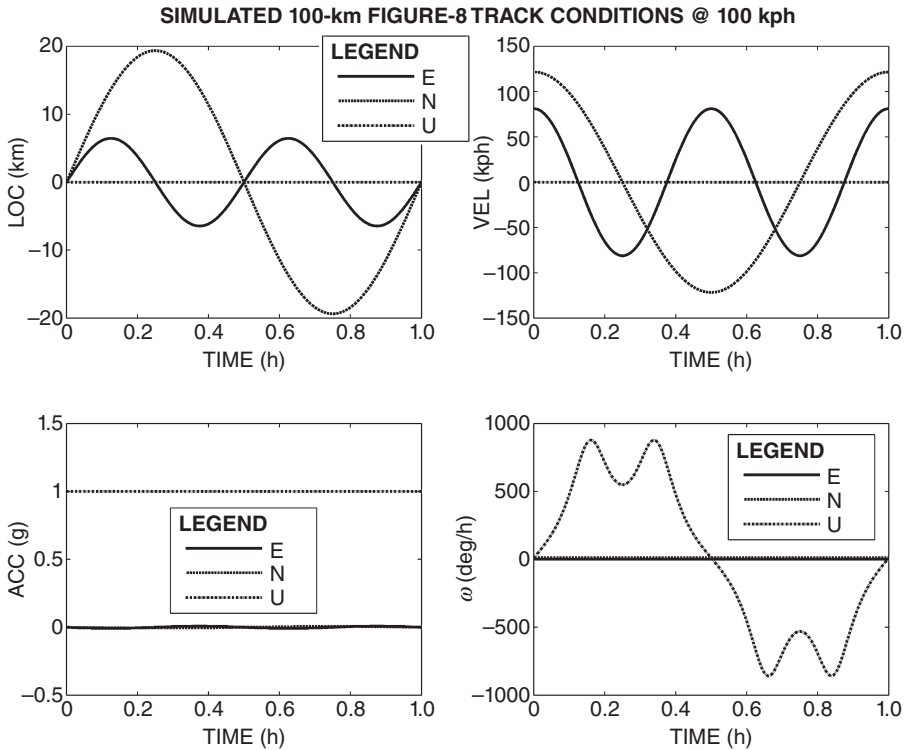 SIMULATED 100-km FIGURE-8 TRACK CONDITIONS @ 100 kph
20
10
0
−10
−20
LOC (km)
0
0.2
0.4
0.6
0.8
1.0
TIME (h)
LEGEND
E
N
U
150
100
50
0
−50
−100
−150
VEL (kph)
0
0.2
0.4
0.6
0.8
1.0
TIME (h)
1.5
1
0.5
0
−0.5
ACC (g)
LEGEND
E
N
U
0
0.2
0.4
0.6
0.8
1.0
TIME (h)
1000
500
0
−500
−1000
ω (deg/h)
LEGEND
E
N
U
0
0.2
0.4
0.6
0.8
1.0
TIME (h)